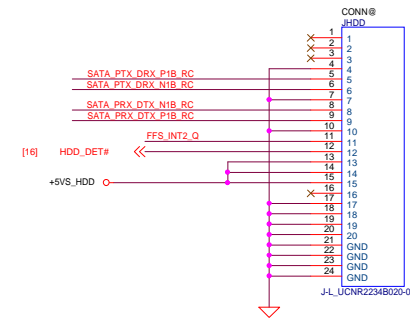 CONN@
JHDD
1 1
2 2
3 3
4 4
SATA_PTX_DRX_P1B_RC 5 5
SATA_PTX_DRX_N1B_RC 6 6
7 7
SATA_PRX_DTX_N1B_RC 8 8
SATA_PRX_DTX_P1B_RC 9 9
10 10
FFS_INT2_Q 11 11
[16] HDD_DET# 12 12
13 13
14 14
+5VS_HDD 15 15
16 16
17 17
18 18
19 19
20 20
21 GND
22 GND
23 GND
24 GND
J-L_UCNR2234B020-0